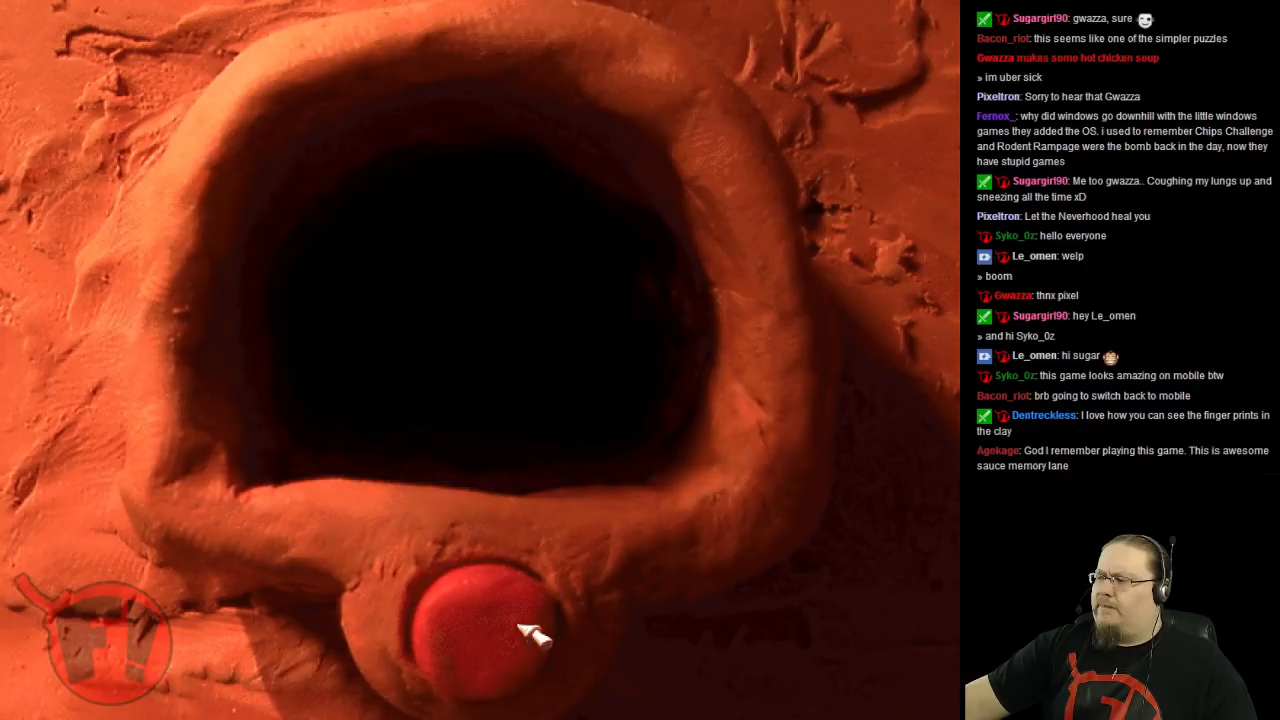 Sugargirl90: gwazza, sure
Bacon_riot: this seems like one of the simpler puzzles
Gwazza makes some hot chicken soup
» im uber sick
Pixeltron: Sorry to hear that Gwazza
Fernox_: why did windows go downhill with the little windows
games they added the OS. i used to remember Chips Challenge
and Rodent Rampage were the bomb back in the day, now they
have stupid games
Sugargirl90: Me too gwazza.. Coughing my lungs up and
sneezing all the time xD
Pixeltron: Let the Neverhood heal you
Syko_0z: hello everyone
Le_omen: welp
» boom
Gwazza: thnx pixel
Sugargirl90: hey Le_omen
» and hi Syko_0z
Le_omen: hi sugar
Syko_0z: this game looks amazing on mobile btw
Bacon_riot: brb going to switch back to mobile
Dentreckless: I love how you can see the finger prints in
the clay
Agekage: God I remember playing this game. This is awesome
sauce memory lane